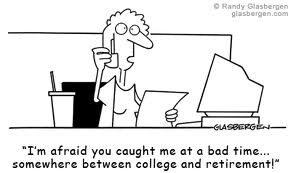 © Randy Glasbergen
glasbergen.com
GLASBERGEN
“I’m afraid you caught me at a bad time...
somewhere between college and retirement!”